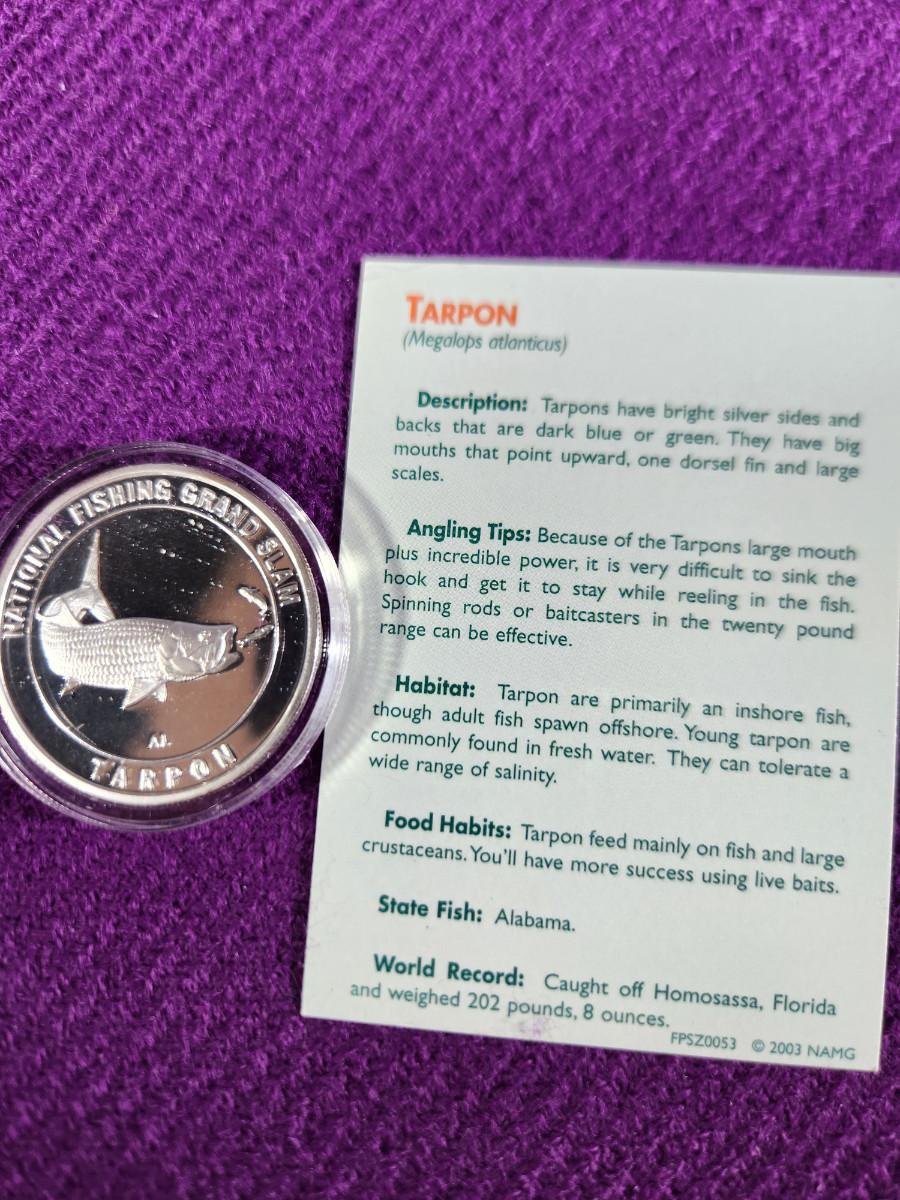 NATIONAL FISHING GRAND SLAM
TARPON
TARPON
(Megalops atlanticus)
Description: Tarpons have bright silver sides and
backs that are dark blue or green. They have big
mouths that point upward, one dorsel fin and large
scales.
Angling Tips: Because of the Tarpons large mouth
plus incredible power, it is very difficult to sink the
hook and get it to stay while reeling in the fish.
Spinning rods or baitcasters in the twenty pound
range can be effective.
Habitat: Tarpon are primarily an inshore fish,
though adult fish spawn offshore. Young tarpon are
commonly found in fresh water. They can tolerate a
wide range of salinity.
Food Habits: Tarpon feed mainly on fish and large
crustaceans. You'll have more success using live baits.
State Fish: Alabama.
World Record: Caught off Homosassa, Florida
and weighed 202 pounds, 8 ounces.
FPSZ0053 © 2003 NAMG